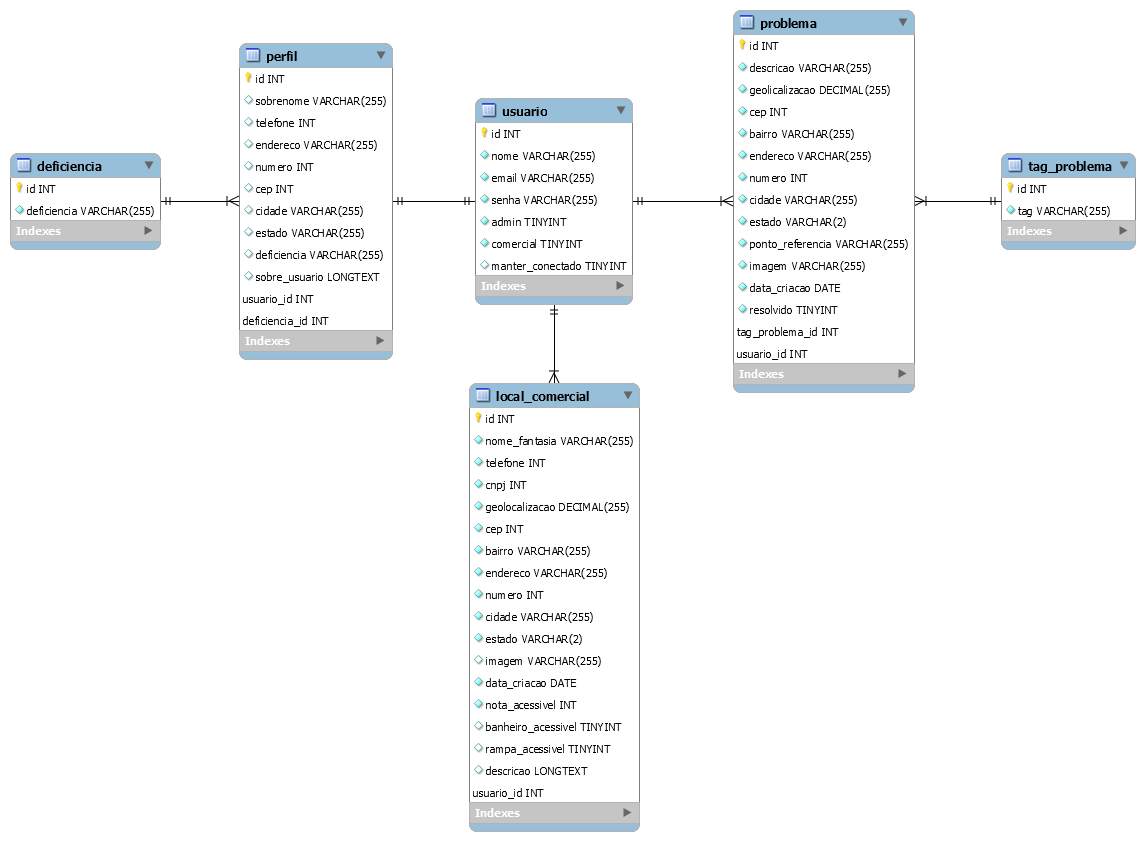 deficiencia
id INT
deficiencia VARCHAR(255)
Indexes
perfil
id INT
sobrenome VARCHAR(255)
telefone INT
endereco VARCHAR(255)
numero INT
cep INT
cidade VARCHAR(255)
estado VARCHAR(255)
deficiencia VARCHAR(255)
sobre_usuario LONGTEXT
usuario_id INT
deficiencia_id INT
Indexes
usuario
id INT
nome VARCHAR(255)
email VARCHAR(255)
senha VARCHAR(255)
admin TINYINT
comercial TINYINT
manter_conectado TINYINT
Indexes
local_comercial
id INT
nome_fantasia VARCHAR(255)
telefone INT
cnpj INT
geolocalizacao DECIMAL(255)
cep INT
bairro VARCHAR(255)
endereco VARCHAR(255)
numero INT
cidade VARCHAR(255)
estado VARCHAR(2)
imagem VARCHAR(255)
data_criacao DATE
nota_acessivel INT
banheiro_acessivel TINYINT
rampa_acessivel TINYINT
descricao LONGTEXT
usuario_id INT
Indexes
problema
id INT
descricao VARCHAR(255)
geolicalizacao DECIMAL(255)
cep INT
bairro VARCHAR(255)
endereco VARCHAR(255)
numero INT
cidade VARCHAR(255)
estado VARCHAR(2)
ponto_referencia VARCHAR(255)
imagem VARCHAR(255)
data_criacao DATE
resolvido TINYINT
tag_problema_id INT
usuario_id INT
Indexes
tag_problema
id INT
tag VARCHAR(255)
Indexes